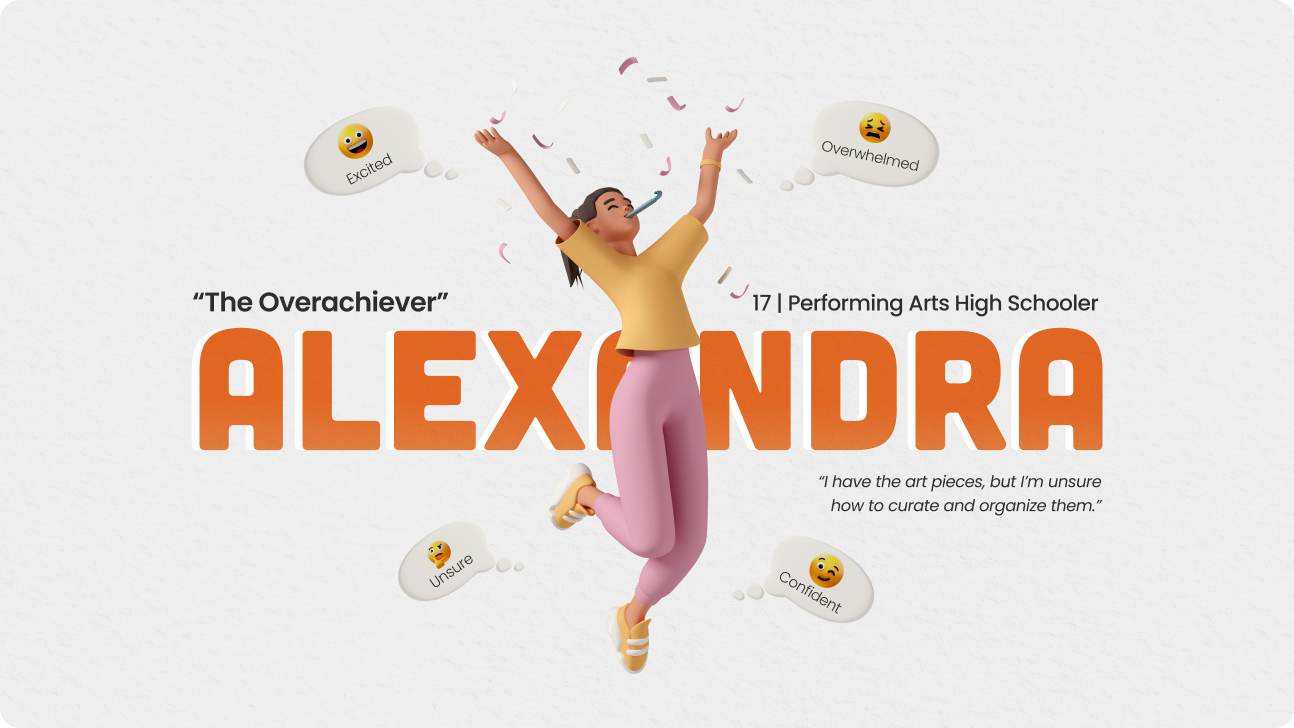 Excited
Overwhelmed
“The Overachiever”
17 | Performing Arts High Schooler
ALEXANDRA
“I have the art pieces, but I’m unsure
how to curate and organize them.”
Unsure
Confident